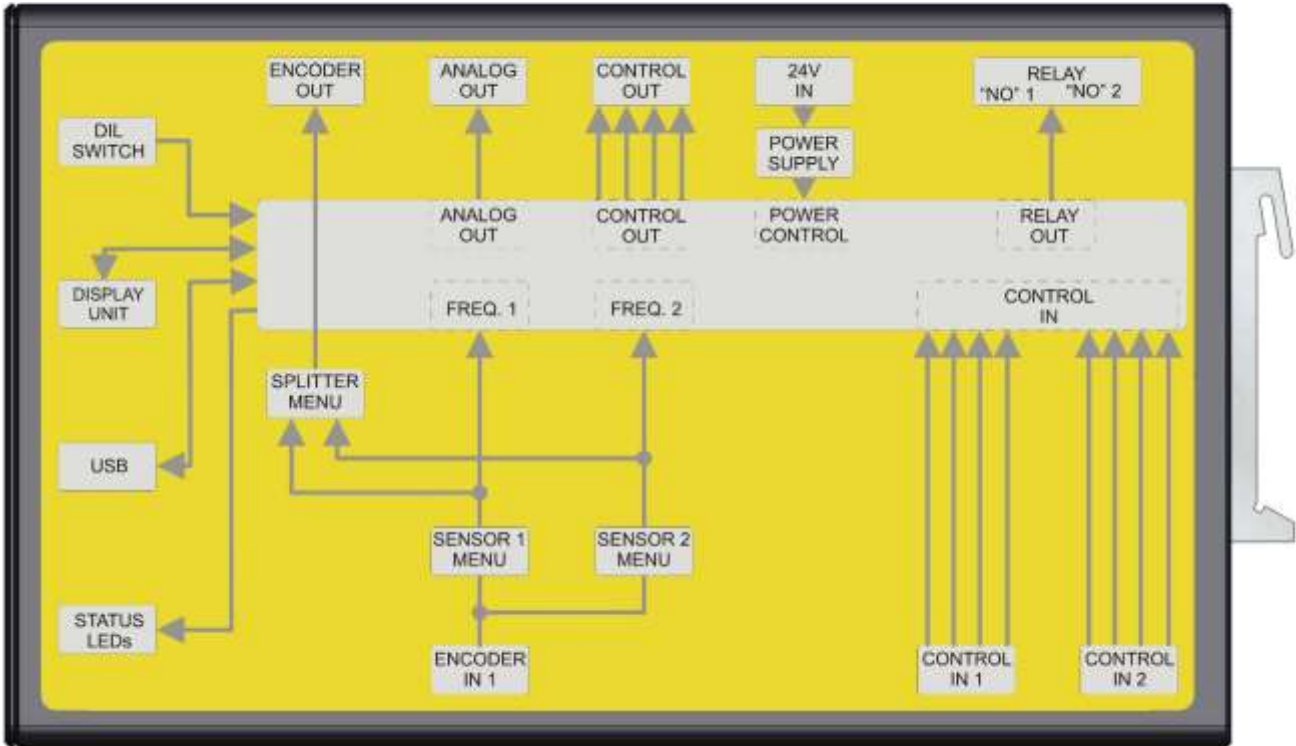 ENCODER
OUT
ANALOG
OUT
CONTROL
OUT
24V
IN
RELAY
"NO" 1 "NO" 2
DIL
SWITCH
POWER
SUPPLY
ANALOG
OUT
CONTROL
OUT
POWER
CONTROL
RELAY
OUT
DISPLAY
UNIT
FREQ. 1
FREQ. 2
CONTROL
IN
SPLITTER
MENU
USB
SENSOR 1
MENU
SENSOR 2
MENU
STATUS
LEDs
ENCODER
IN 1
CONTROL
IN 1
CONTROL
IN 2